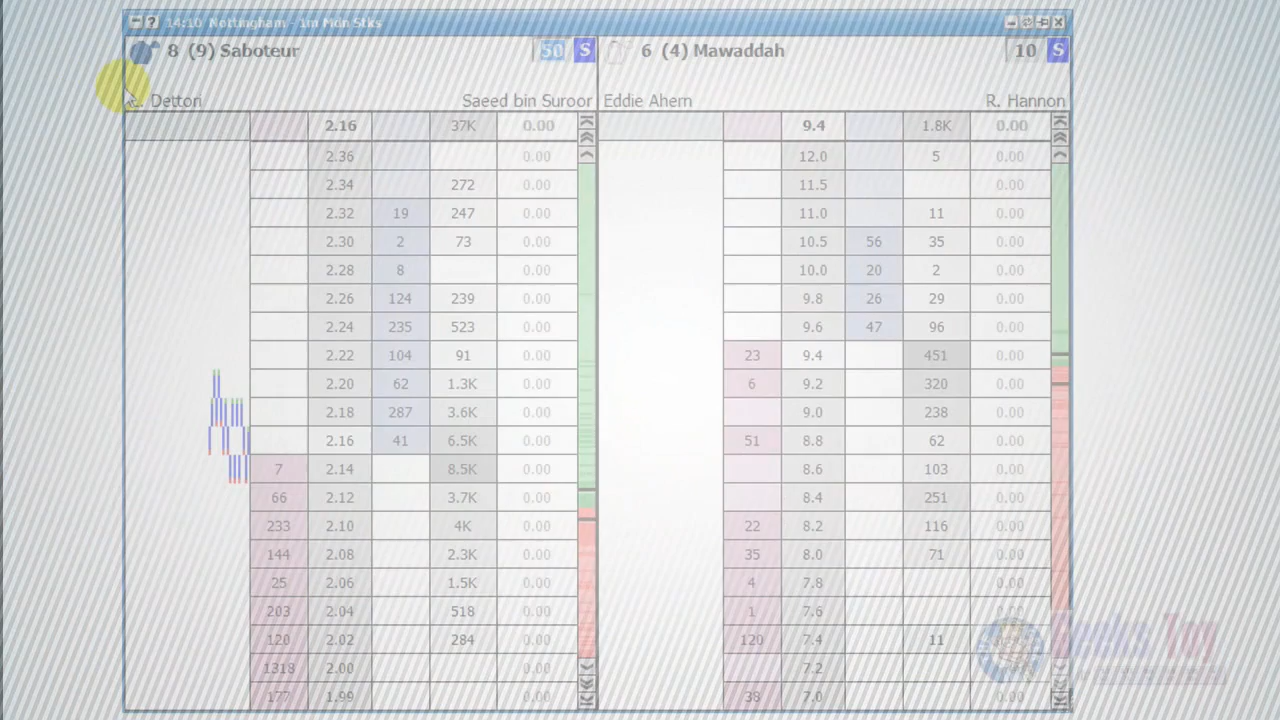 14:10 Nottingham - 1m Mdn Stks
8 (9) Saboteur 50 S 6 (4) Mawaddah 10 S
Dettori Saeed bin Suroor Eddie Ahern R. Hannon
2.16 37K 0.00 9.4 1.8K 0.00
2.36 0.00 12.0 5 0.00
2.34 272 0.00 11.5 0.00
2.32 19 247 0.00 11.0 11 0.00
2.30 2 73 0.00 10.5 56 35 0.00
2.28 8 0.00 10.0 20 2 0.00
2.26 124 239 0.00 9.8 26 29 0.00
2.24 235 523 0.00 9.6 47 96 0.00
2.22 104 91 0.00 23 9.4 451 0.00
2.20 62 1.3K 0.00 6 9.2 320 0.00
2.18 287 3.6K 0.00 9.0 238 0.00
2.16 41 6.5K 0.00 51 8.8 62 0.00
7 2.14 8.5K 0.00 8.6 103 0.00
66 2.12 3.7K 0.00 8.4 251 0.00
233 2.10 4K 0.00 22 8.2 116 0.00
144 2.08 2.3K 0.00 35 8.0 71 0.00
25 2.06 1.5K 0.00 4 7.8 0.00
203 2.04 518 0.00 1 7.6 0.00
120 2.02 284 0.00 120 7.4 11 0.00
1318 2.00 0.00 7.2
177 1.99 0.00 38 7.0 0.00
Geeks Toy